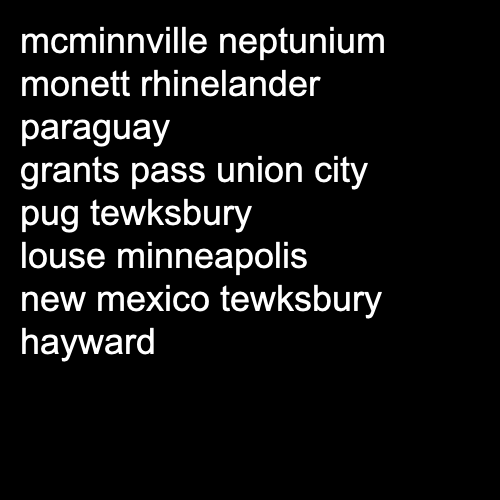 mcminnville neptunium
monett rhinelander
paraguay
grants pass union city
pug tewksbury
louse minneapolis
new mexico tewksbury
hayward